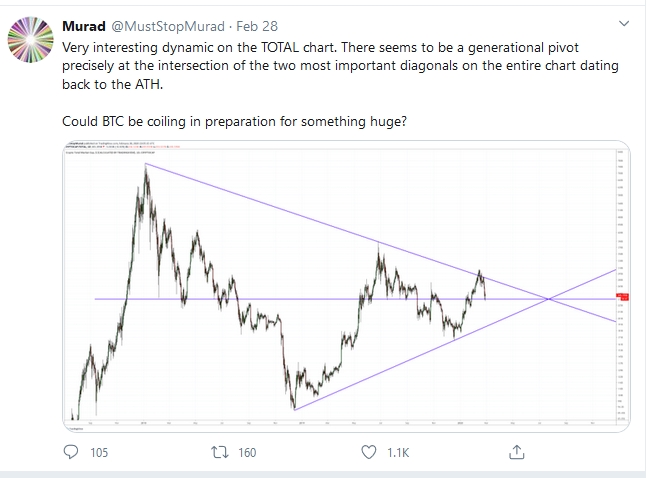 Murad @MustStopMurad · Feb 28
Very interesting dynamic on the TOTAL chart. There seems to be a generational pivot
precisely at the intersection of the two most important diagonals on the entire chart dating
back to the ATH.
Could BTC be coiling in preparation for something huge?
105 160 1.1K